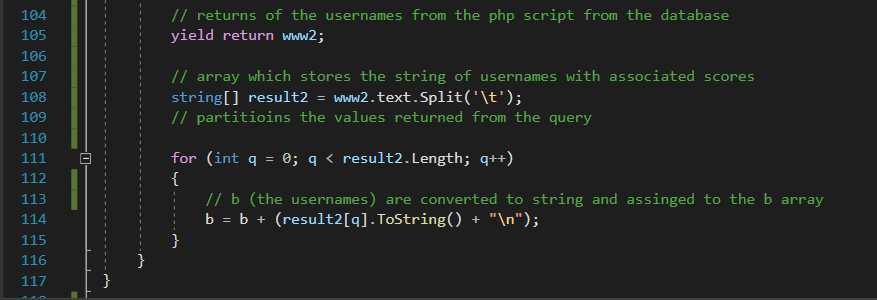 104 // returns of the usernames from the php script from the database
105 yield return www2;
106
107 // array which stores the string of usernames with associated scores
108 string[] result2 = www2.text.Split('\t');
109 // partitioins the values returned from the query
110
111 for (int q = 0; q < result2.Length; q++)
112 {
113 // b (the usernames) are converted to string and assinged to the b array
114 b = b + (result2[q].ToString() + "\n");
115 }
116 }
117 }